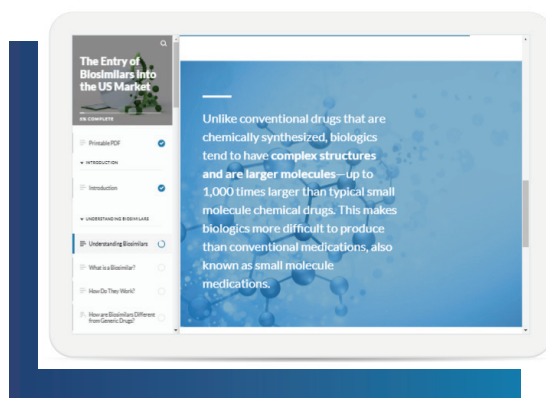 The Entry of
Biosimilars into
the US Market
COMPLETE
Printable PDF
INTRODUCTION
Introduction
UNDERSTANDING BIOSIMILARS
Understanding Biosimilars
What is a Biosimilar?
How Do They Work?
How are Biosimilars Different
from Generic Drugs?
Unlike conventional drugs that are
chemically synthesized, biologics
tend to have complex structures
and are larger molecules—up to
1,000 times larger than typical small
molecule chemical drugs. This makes
biologics more difficult to produce
than conventional medications, also
known as small molecule
medications.